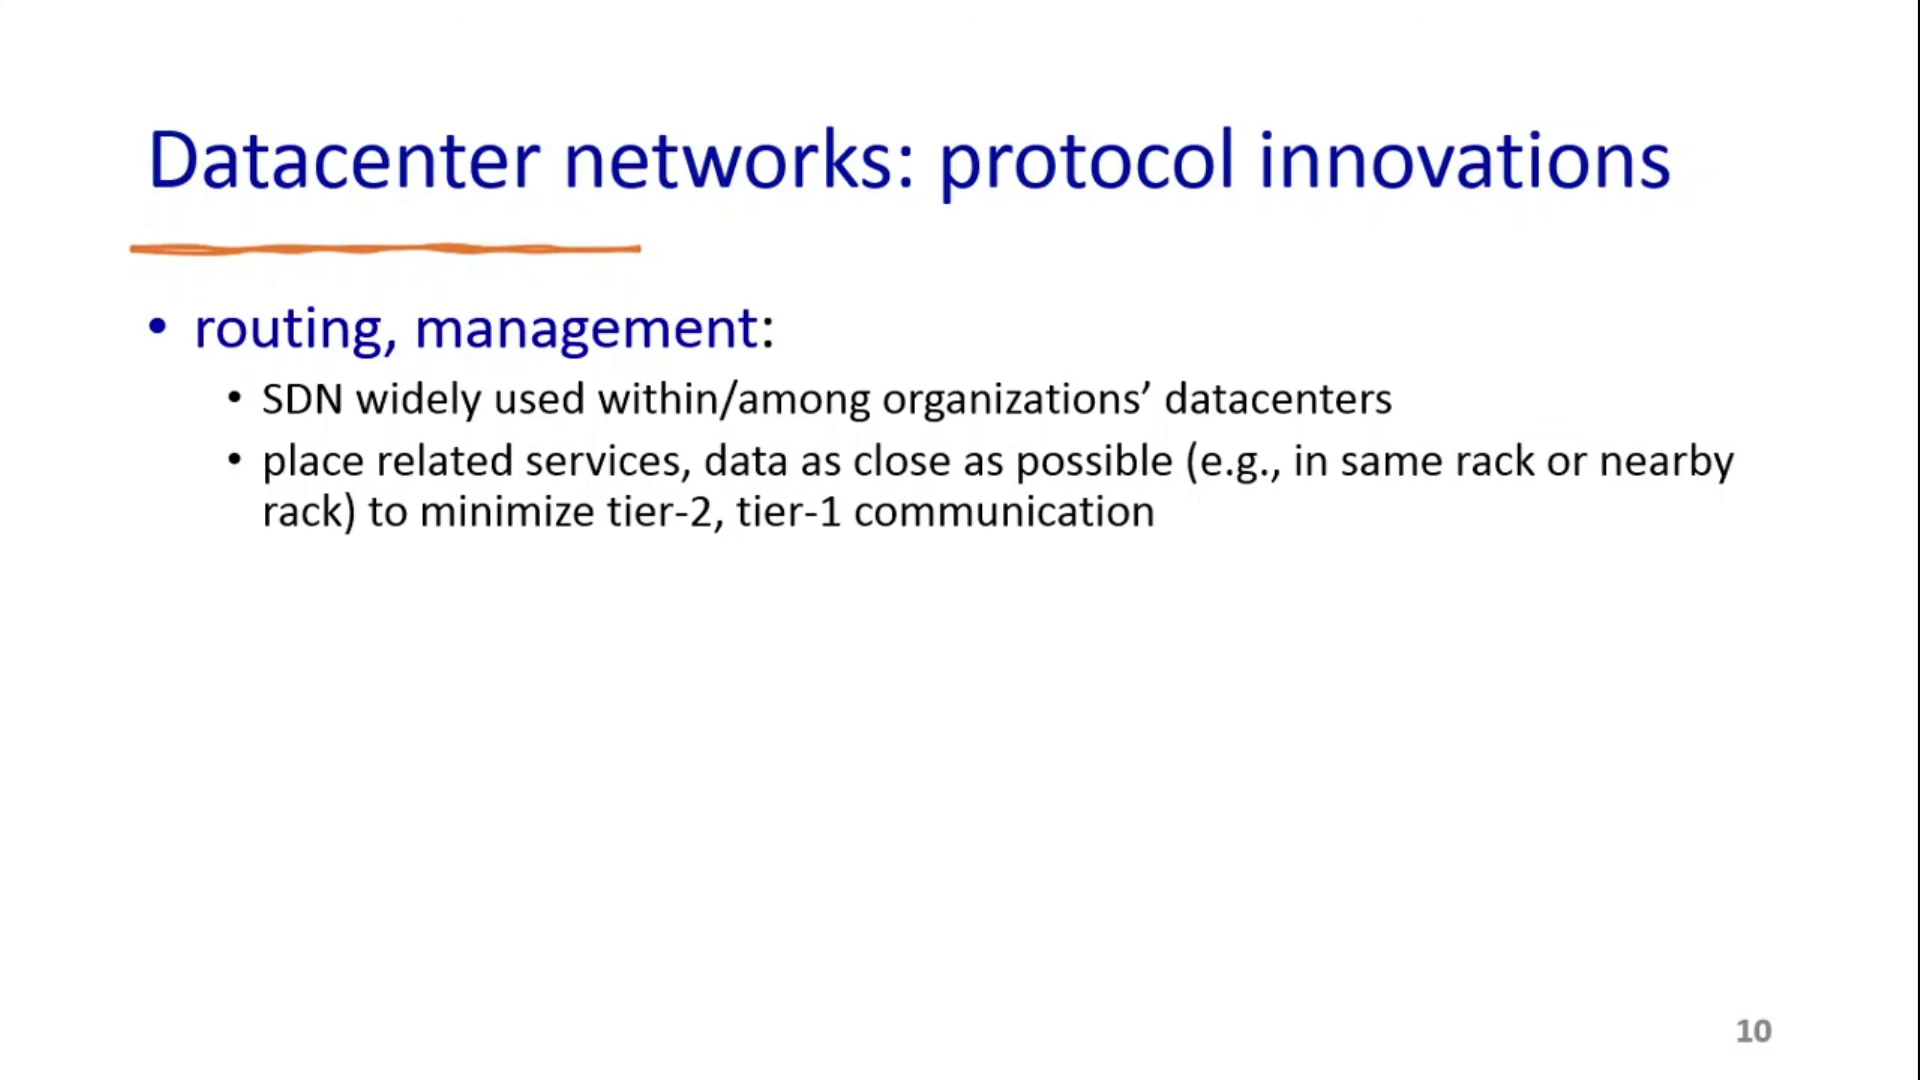 Datacenter networks: protocol innovations
• routing, management:
• SDN widely used within/among organizations’ datacenters
• place related services, data as close as possible (e.g., in same rack or nearby
rack) to minimize tier-2, tier-1 communication
10